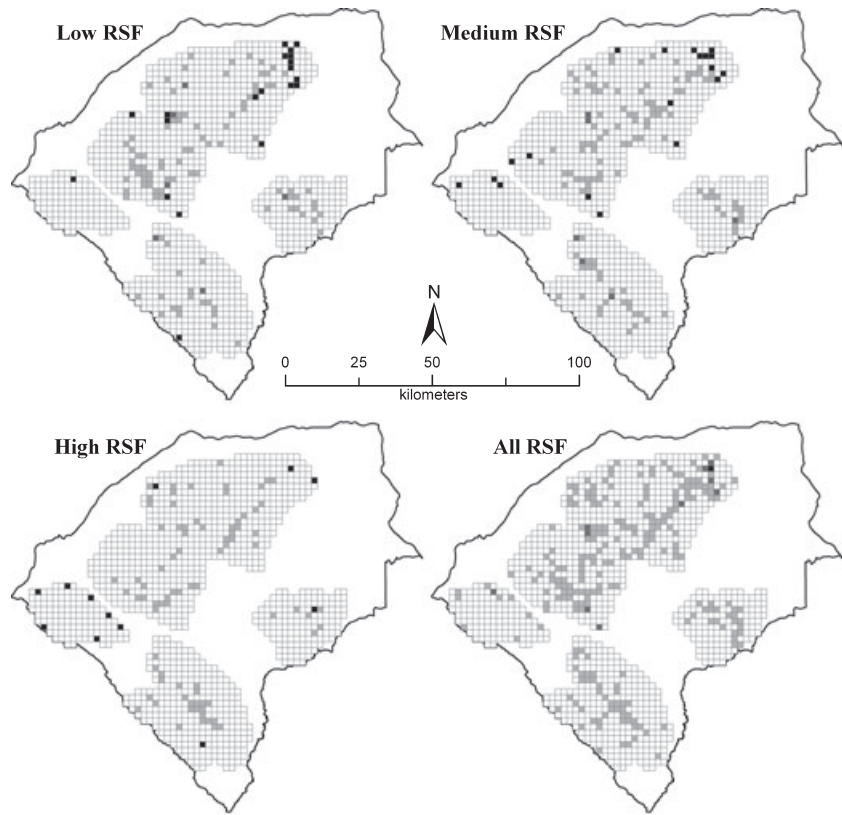 Low RSF
Medium RSF
N
0 25 50 100
kilometers
High RSF
All RSF